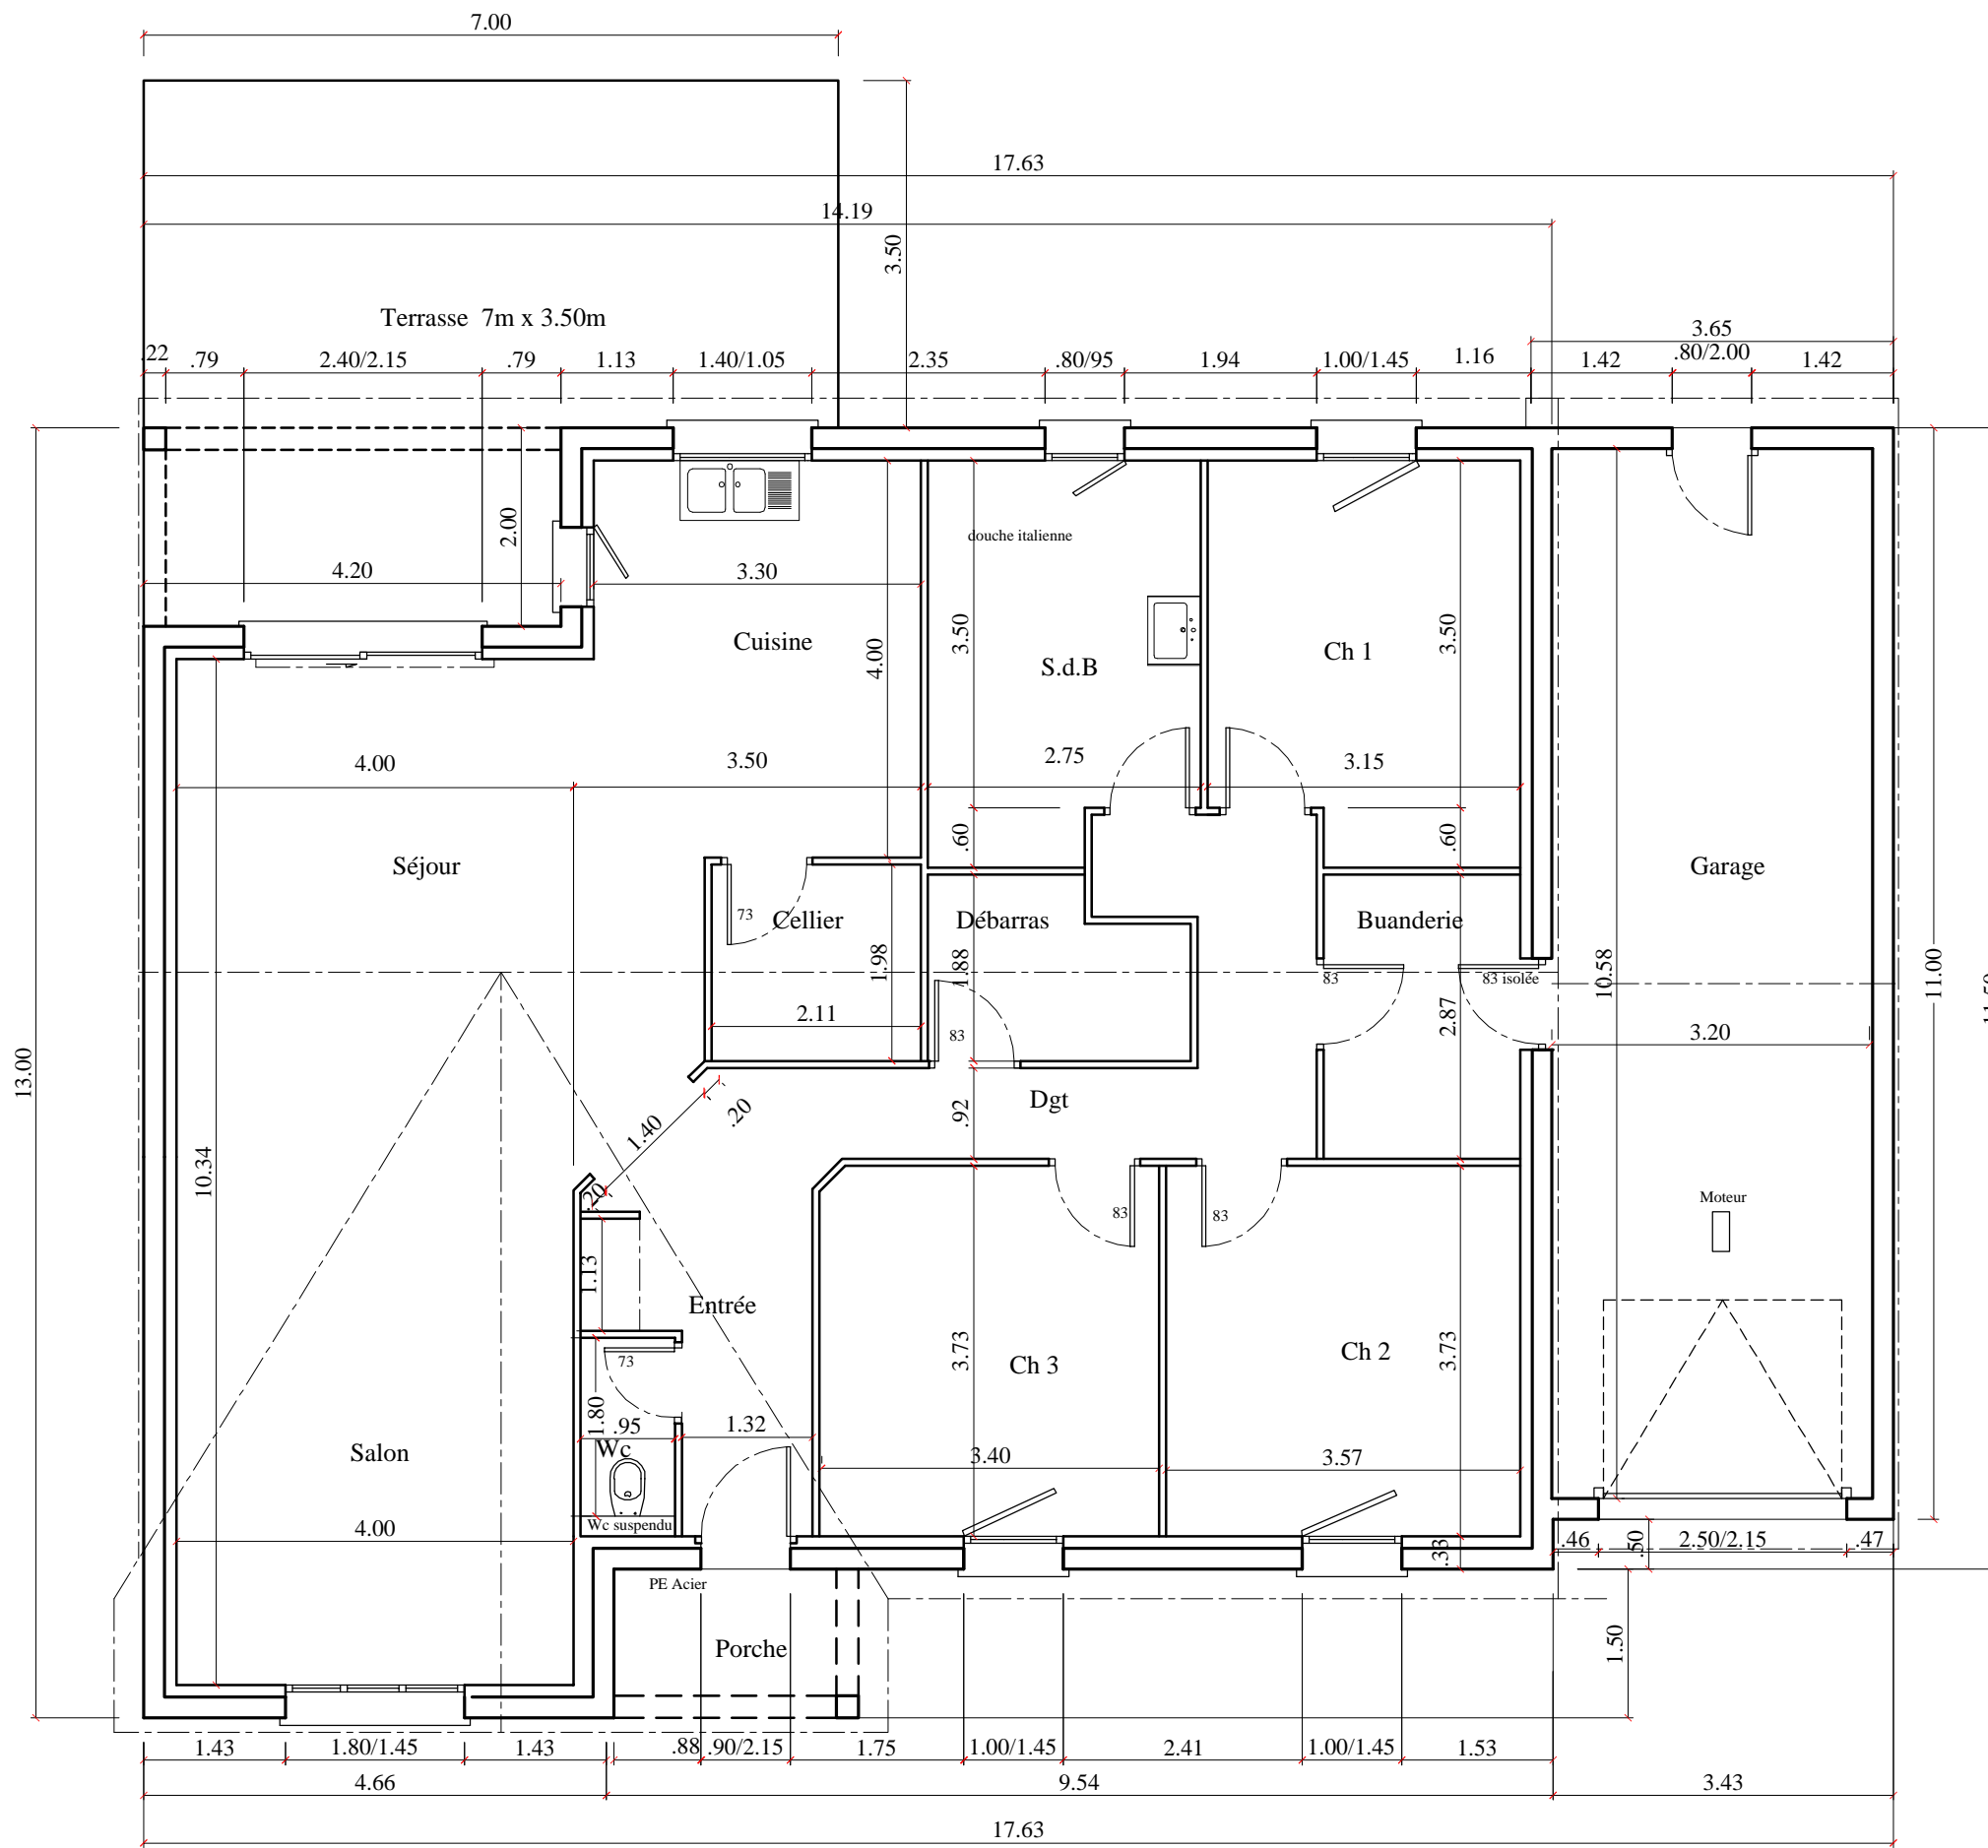 7.00
17.63
14.19
3.50
Terrasse 7m x 3.50m
3.65
.22 .79 2.40/2.15 .79 1.13 1.40/1.05 2.35 .80/95 1.94 1.00/1.45 1.16 1.42 .80/2.00 1.42
2.00
douche italienne
4.20
3.30
Cuisine
4.00
3.50
S.d.B
Ch 1
3.50
4.00
3.50
2.75
3.15
.60
.60
Séjour
Garage
73
Cellier
Débarras
Buanderie
1.98
1.88
83
83 isolée
10.58
11.00
2.11
83
2.87
3.20
13.00
Dgt
.92
1.40
.20
10.34
.20
83
83
Moteur
1.13
Entrée
3.73
Ch 3
Ch 2
3.73
73
1.80
.95
1.32
Salon
Wc
3.40
3.57
4.00
Wc suspendu
.33
.46
.50
2.50/2.15
.47
PE Acier
Porche
1.50
1.43 1.80/1.45 1.43 .88 .90/2.15 1.75 1.00/1.45 2.41 1.00/1.45 1.53
4.66 9.54 3.43
17.63